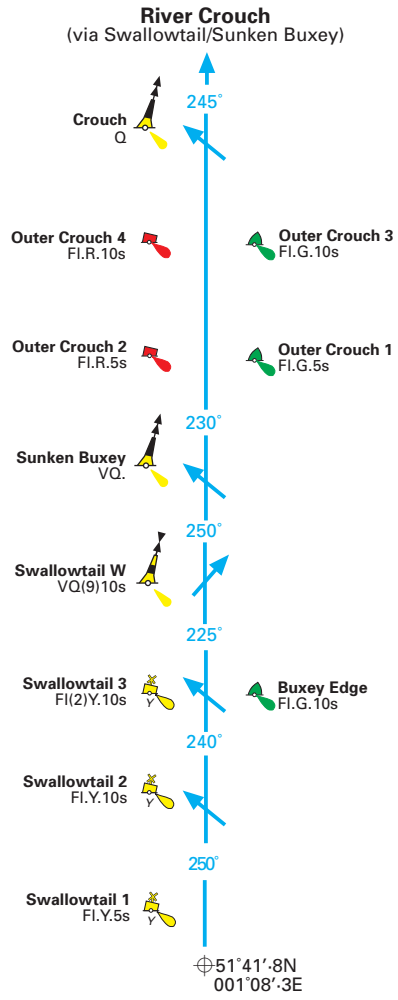 River Crouch
(via Swallowtail/Sunken Buxey)
245°
Crouch
Q
Outer Crouch 4
Fl.R.10s
Outer Crouch 3
Fl.G.10s
Outer Crouch 2
Fl.R.5s
Outer Crouch 1
Fl.G.5s
230°
Sunken Buxey
VQ.
250°
Swallowtail W
VQ(9)10s
225°
Swallowtail 3
Fl(2)Y.10s
Y
Buxey Edge
Fl.G.10s
240°
Swallowtail 2
Fl.Y.10s
Y
250°
Swallowtail 1
Fl.Y.5s
Y
51°41'·8N
001°08'·3E